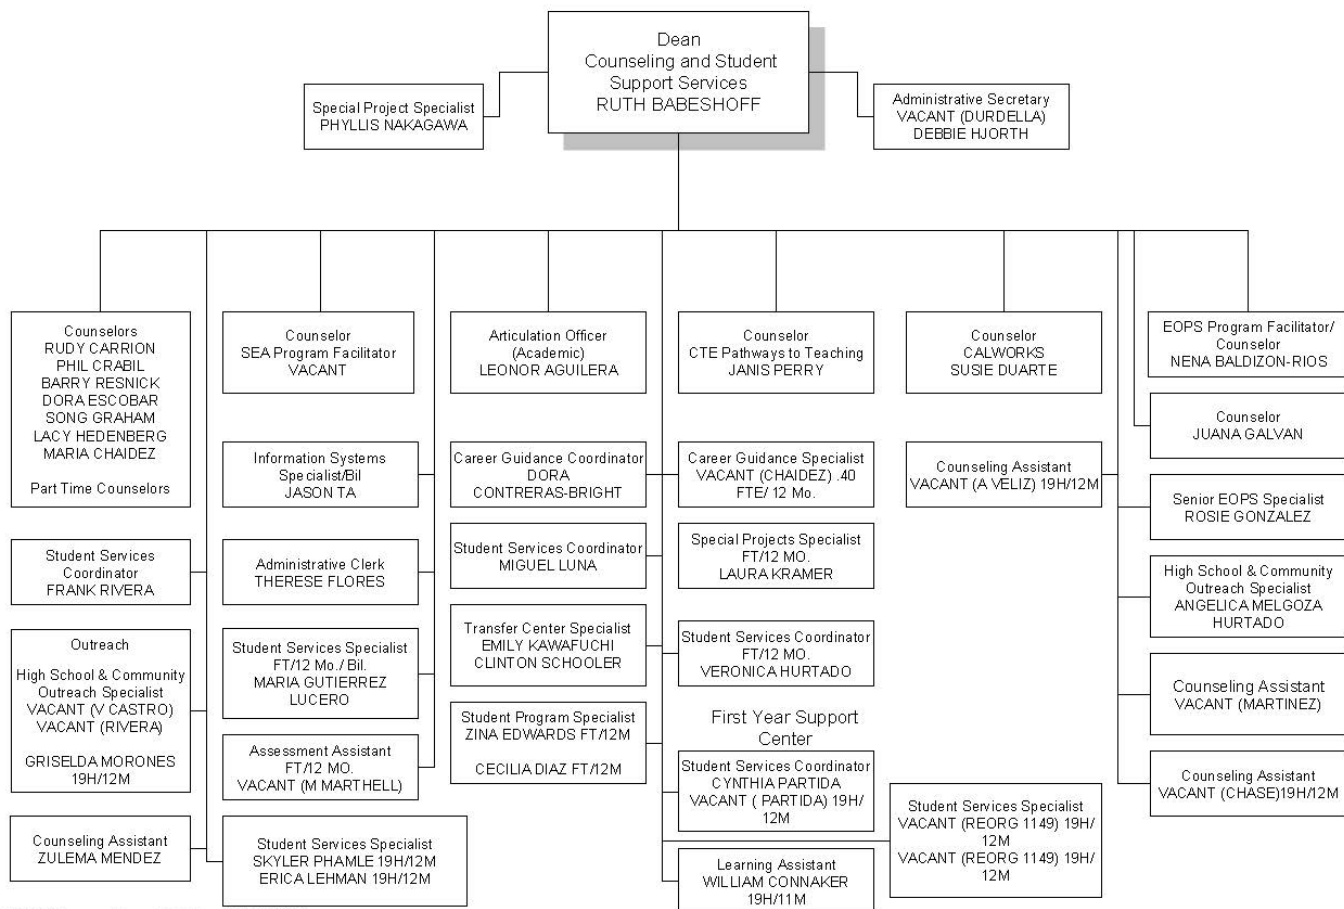 Dean
Counseling and Student
Support Services
RUTH BABESHOFF
Special Project Specialist
PHYLLIS NAKAGAWA
Administrative Secretary
VACANT (DURDELLA)
DEBBIE HJORTH
Counselors
RUDY CARRION
PHIL CRABIL
BARRY RESNICK
DORA ESCOBAR
SONG GRAHAM
LACY HEDENBERG
MARIA CHAIDEZ
Part Time Counselors
Counselor
SEA Program Facilitator
VACANT
Articulation Officer
(Academic)
LEONOR AGUILERA
Counselor
CTE Pathways to Teaching
JANIS PERRY
Counselor
CALWORKS
SUSIE DUARTE
EOPS Program Facilitator/
Counselor
NENA BALDIZON-RIOS
Counselor
JUANA GALVAN
Information Systems
Specialist/Bil
JASON TA
Career Guidance Coordinator
DORA
CONTRERAS-BRIGHT
Career Guidance Specialist
VACANT (CHAIDEZ) .40
FTE/ 12 Mo.
Counseling Assistant
VACANT (A VELIZ) 19H/12M
Senior EOPS Specialist
ROSIE GONZALEZ
Student Services
Coordinator
FRANK RIVERA
Administrative Clerk
THERESE FLORES
Student Services Coordinator
MIGUEL LUNA
Special Projects Specialist
FT/12 MO.
LAURA KRAMER
High School & Community
Outreach Specialist
ANGELICA MELGOZA
HURTADO
Outreach
High School & Community
Outreach Specialist
VACANT (V CASTRO)
VACANT (RIVERA)
GRISELDA MORONES
19H/12M
Student Services Specialist
FT/12 Mo./ Bil.
MARIA GUTIERREZ
LUCERO
Transfer Center Specialist
EMILY KAWAFUCHI
CLINTON SCHOOLER
Student Services Coordinator
FT/12 MO.
VERONICA HURTADO
Counseling Assistant
VACANT (MARTINEZ)
Assessment Assistant
FT/12 MO.
VACANT (M MARTHELL)
Student Program Specialist
ZINA EDWARDS FT/12M
CECILIA DIAZ FT/12M
First Year Support
Center
Student Services Coordinator
CYNTHIA PARTIDA
VACANT ( PARTIDA) 19H/
12M
Student Services Specialist
VACANT (REORG 1149) 19H/
12M
VACANT (REORG 1149) 19H/
12M
Counseling Assistant
VACANT (CHASE)19H/12M
Counseling Assistant
ZULEMA MENDEZ
Student Services Specialist
SKYLER PHAMLE 19H/12M
ERICA LEHMAN 19H/12M
Learning Assistant
WILLIAM CONNAKER
19H/11M